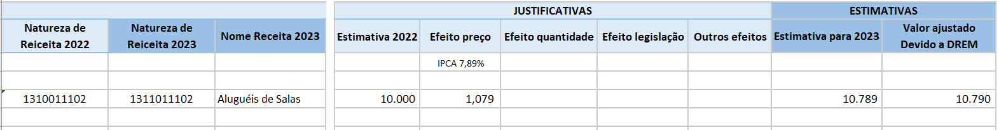 JUSTIFICATIVAS ESTIMATIVAS
Natureza de Reiceita 2022 Natureza de Reiceita 2023 Nome Receita 2023 Estimativa 2022 Efeito preço Efeito quantidade Efeito legislação Outros efeitos Estimativa para 2023 Valor ajustado Devido a DREM
IPCA 7,89%
1310011102 1311011102 Aluguéis de Salas 10.000 1,079 10.789 10.790